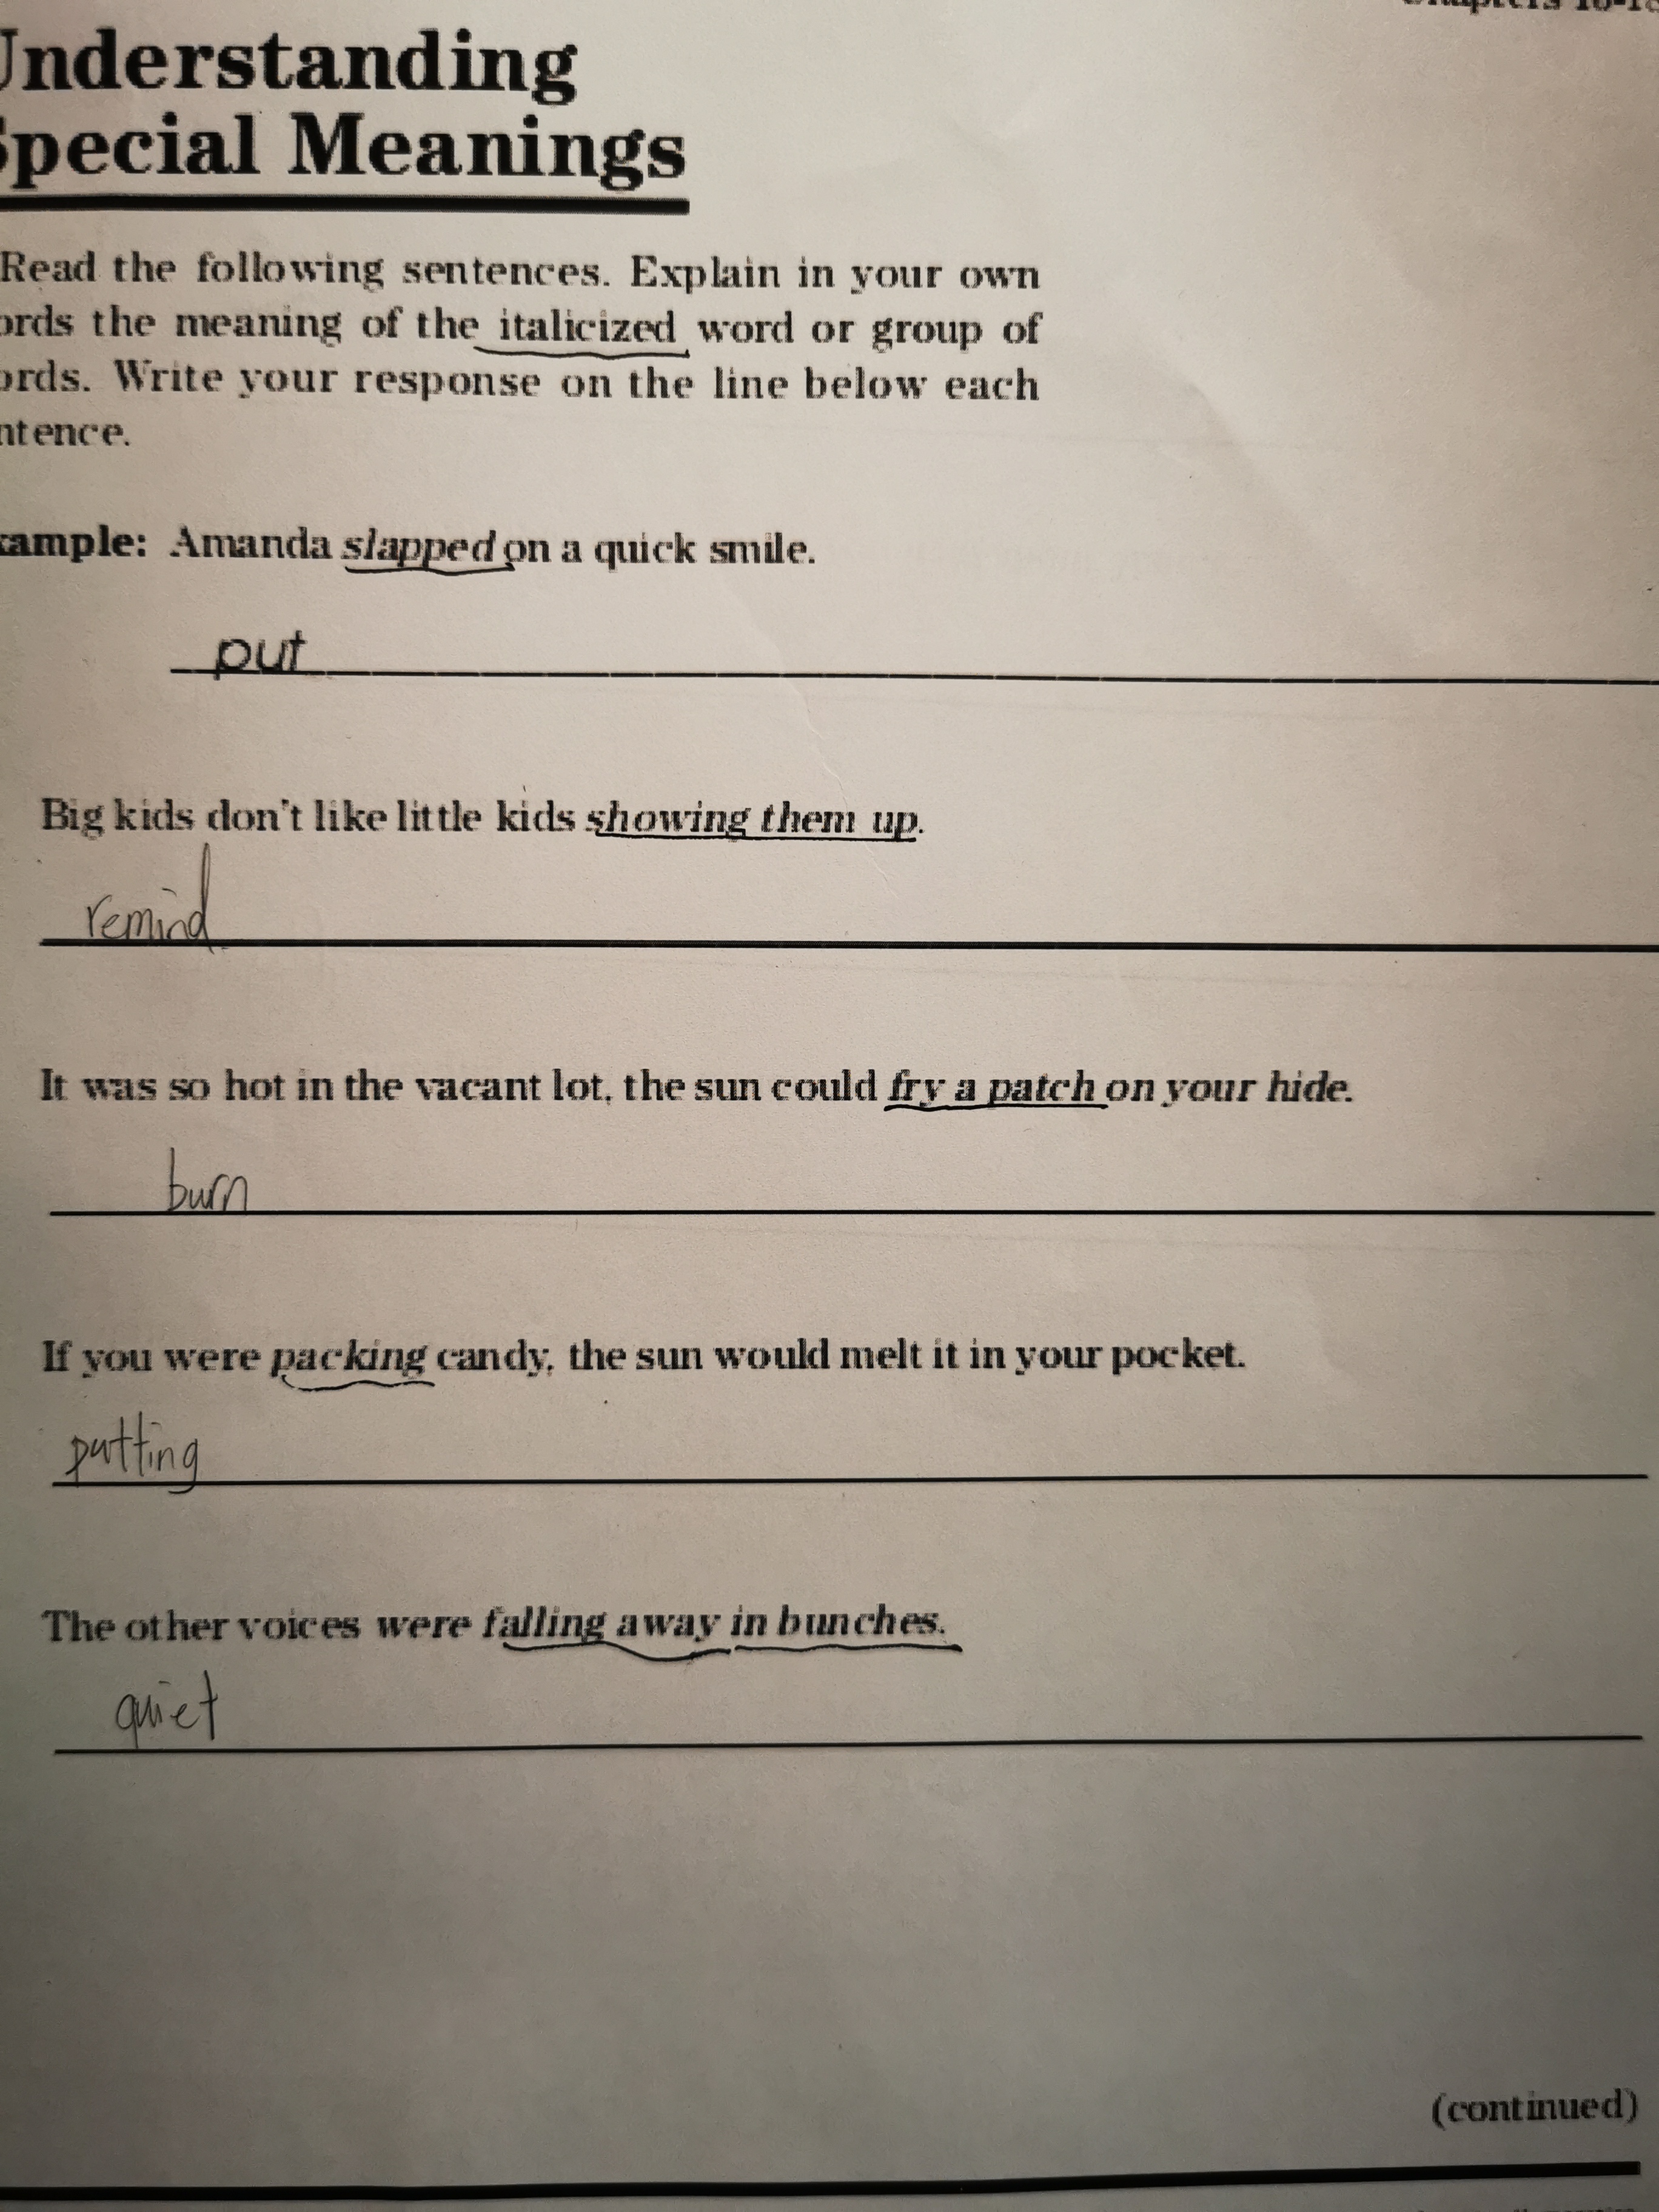 Understanding
Special Meanings
Read the following sentences. Explain in your own
ords the meaning of the italicized word or group of
ords. Write your response on the line below each
ntence.
xample: Amanda slapped on a quick smile.
put
Big kids don't like little kids showing them up.
remind
It was so hot in the vacant lot, the sun could fry a patch on your hide.
burn
If you were packing candy, the sun would melt it in your pocket.
putting
The other voices were falling away in bunches.
quiet
(continued)